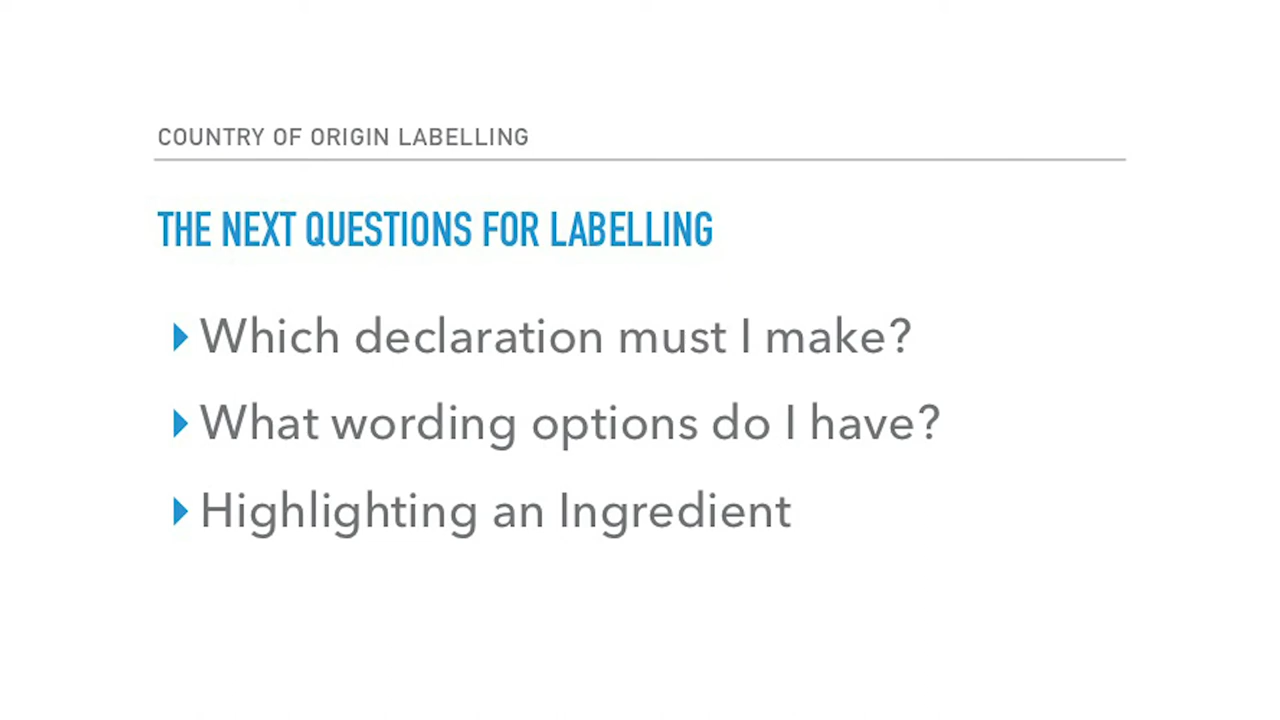 COUNTRY OF ORIGIN LABELLING
THE NEXT QUESTIONS FOR LABELLING
Which declaration must I make?
What wording options do I have?
Highlighting an Ingredient